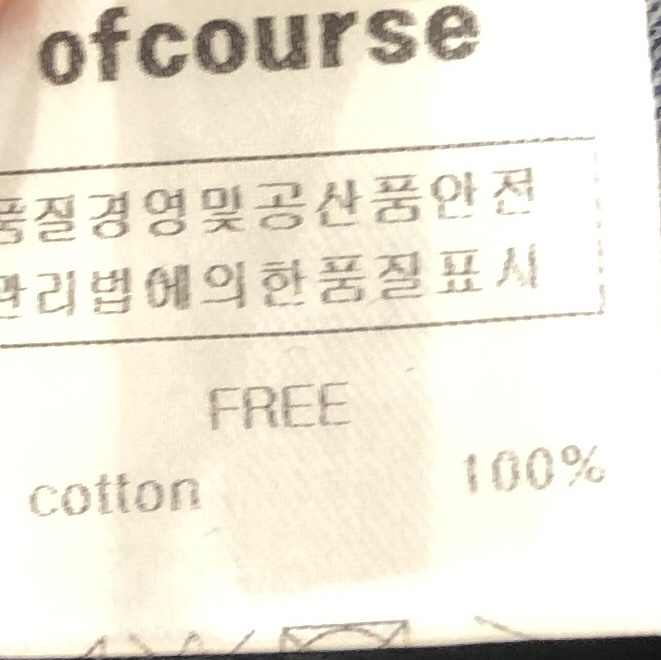 ofcourse
품질경영및공산품안전
관리법에의한품질표시
FREE
cotton 100%